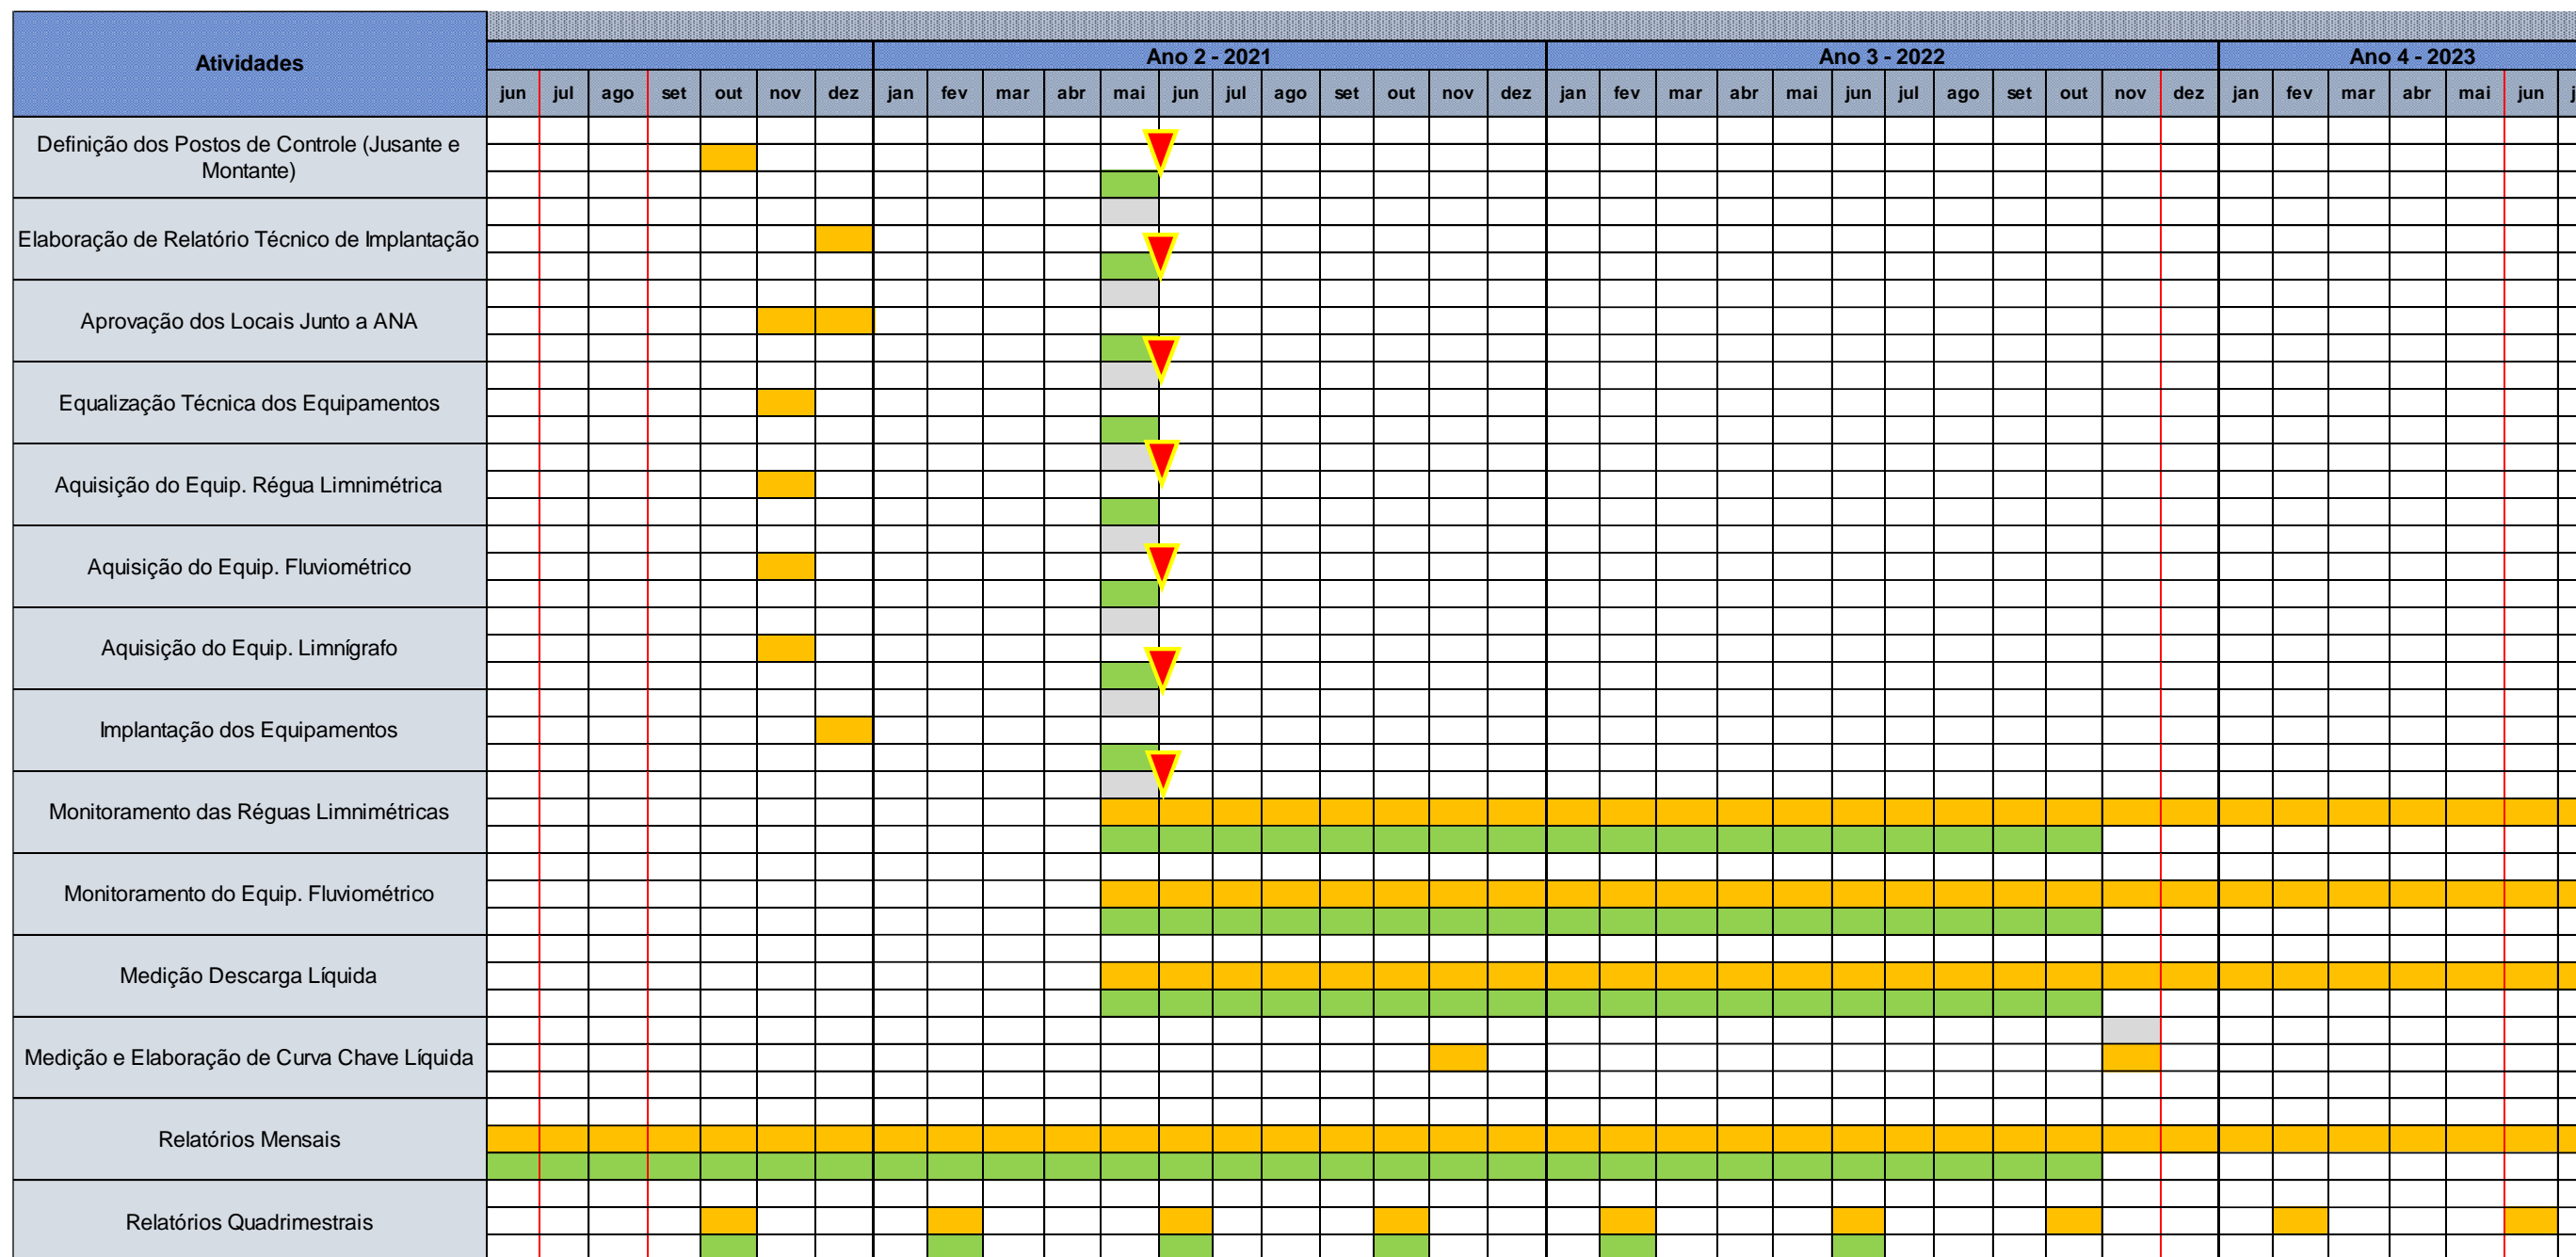 Atividades
Ano 2 - 2021 Ano 3 - 2022 Ano 4 - 2023
jun jul ago set out nov dez jan fev mar abr mai jun jul ago set out nov dez jan fev mar abr mai jun jul ago set out nov dez jan fev mar abr mai jun
Definição dos Postos de Controle (Jusante e
Montante)
Elaboração de Relatório Técnico de Implantação
Aprovação dos Locais Junto a ANA
Equalização Técnica dos Equipamentos
Aquisição do Equip. Régua Limnimétrica
Aquisição do Equip. Fluviométrico
Aquisição do Equip. Limnígrafo
Implantação dos Equipamentos
Monitoramento das Réguas Limnimétricas
Monitoramento do Equip. Fluviométrico
Medição Descarga Líquida
Medição e Elaboração de Curva Chave Líquida
Relatórios Mensais
Relatórios Quadrimestrais